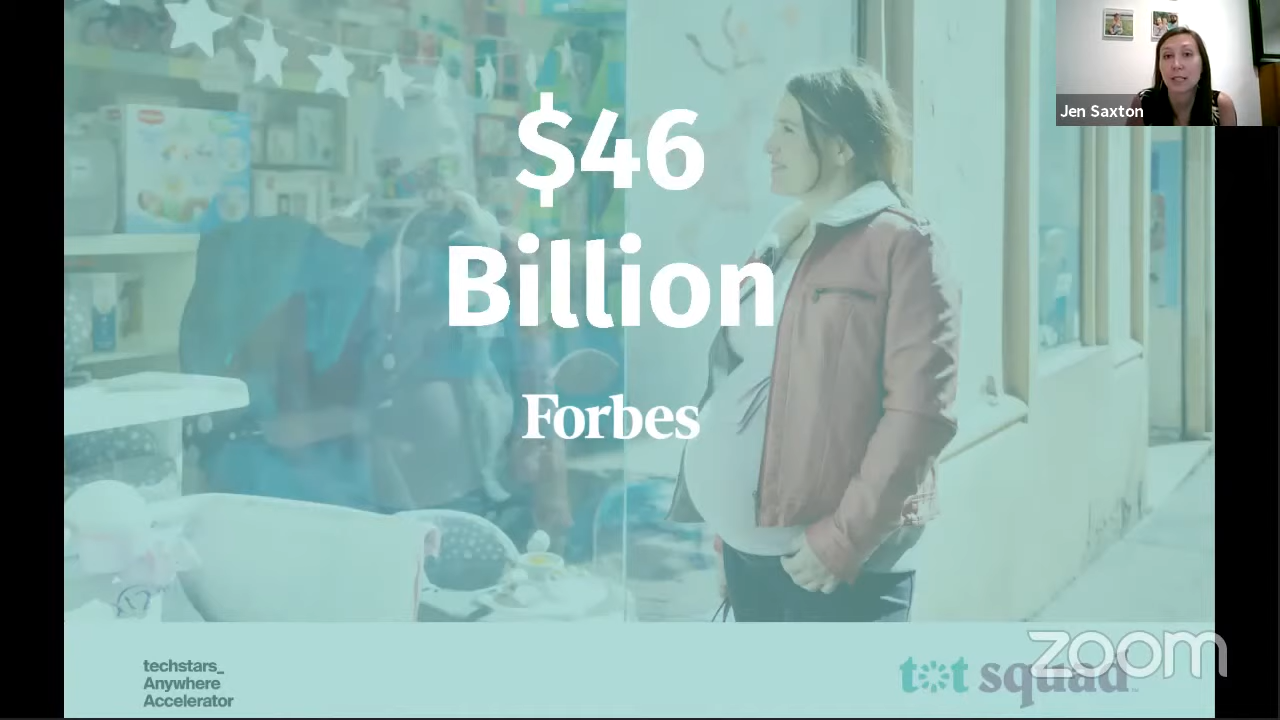 $46
Billion
Forbes
Jen Saxton
techstars_
Anywhere
Accelerator
tot squad
zoom